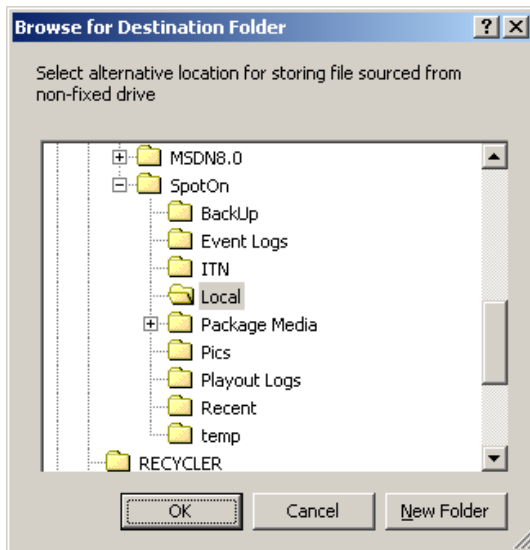 Browse for Destination Folder
Select alternative location for storing file sourced from
non-fixed drive
MSDN8.0
SpotOn
BackUp
Event Logs
ITN
Local
Package Media
Pics
Playout Logs
Recent
temp
RECYCLER
OK
Cancel
New Folder